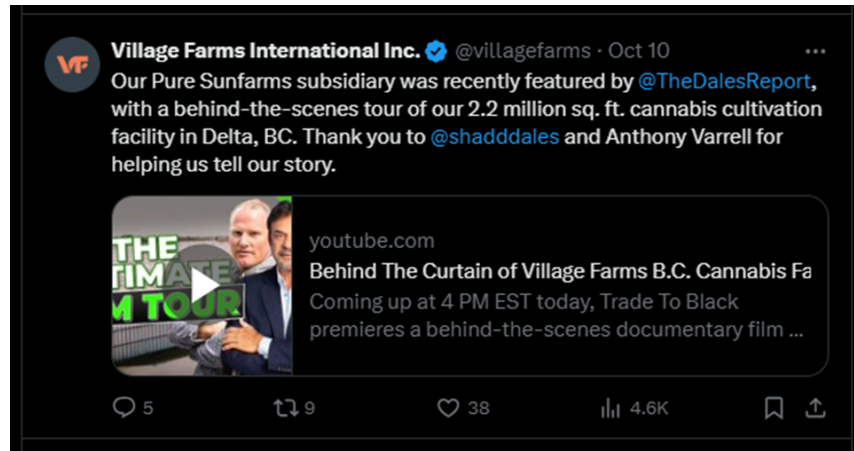 VF
Village Farms International Inc. @villagefarms · Oct 10
Our Pure Sunfarms subsidiary was recently featured by @TheDalesReport,
with a behind-the-scenes tour of our 2.2 million sq. ft. cannabis cultivation
facility in Delta, BC. Thank you to @shadddales and Anthony Varrell for
helping us tell our story.
THE
TIMATE
M TOUR
youtube.com
Behind The Curtain of Village Farms B.C. Cannabis Fa
Coming up at 4 PM EST today, Trade To Black
premieres a behind-the-scenes documentary film ...
5 9 38 4.6K